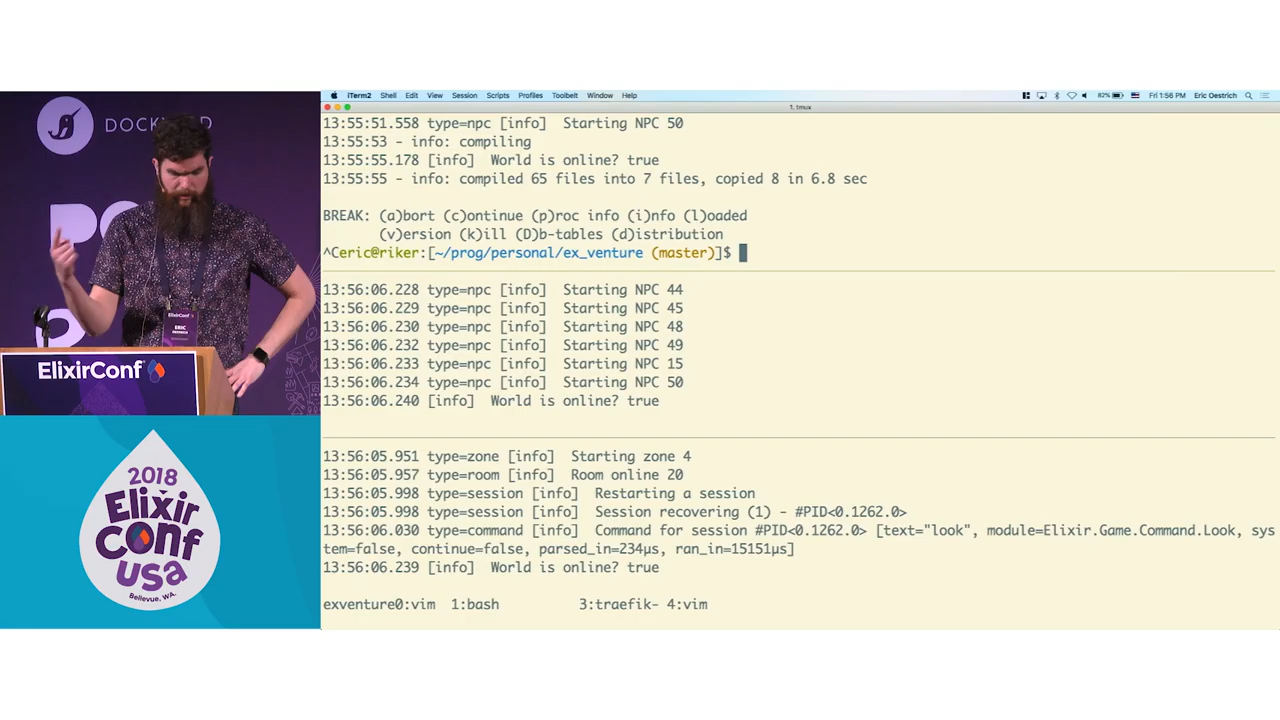 DOCK
D
PO
ElixirConf
ERIC
OESTRICH
ElixirConf
2018
Elixir
Conf
USA
Bellevue, WA.
iTerm2 Shell Edit View Session Scripts Profiles Toolbelt Window Help
82% Fri 1:56 PM Eric Oestrich
1. tmux
13:55:51.558 type=npc [info]  Starting NPC 50
13:55:53 - info: compiling
13:55:55.178 [info]  World is online? true
13:55:55 - info: compiled 65 files into 7 files, copied 8 in 6.8 sec
BREAK: (a)bort (c)ontinue (p)roc info (i)nfo (l)oaded
(v)ersion (k)ill (D)b-tables (d)istribution
^Ceric@riker:[~/prog/personal/ex_venture (master)]$
13:56:06.228 type=npc [info]  Starting NPC 44
13:56:06.229 type=npc [info]  Starting NPC 45
13:56:06.230 type=npc [info]  Starting NPC 48
13:56:06.232 type=npc [info]  Starting NPC 49
13:56:06.233 type=npc [info]  Starting NPC 15
13:56:06.234 type=npc [info]  Starting NPC 50
13:56:06.240 [info]  World is online? true
13:56:05.951 type=zone [info]  Starting zone 4
13:56:05.957 type=room [info]  Room online 20
13:56:05.998 type=session [info]  Restarting a session
13:56:05.998 type=session [info]  Session recovering (1) - #PID<0.1262.0>
13:56:06.030 type=command [info]  Command for session #PID<0.1262.0> [text="look", module=Elixir.Game.Command.Look, sys
tem=false, continue=false, parsed_in=234µs, ran_in=15151µs]
13:56:06.239 [info]  World is online? true
exventure0:vim  1:bash          3:traefik- 4:vim